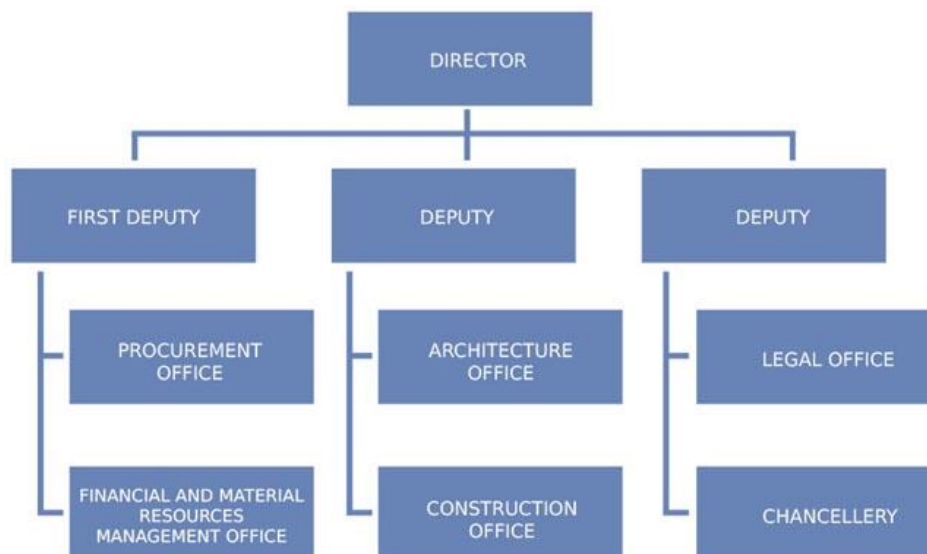 DIRECTOR
FIRST DEPUTY
DEPUTY
DEPUTY
PROCUREMENT
OFFICE
ARCHITECTURE
OFFICE
LEGAL OFFICE
FINANCIAL AND MATERIAL
RESOURCES
MANAGEMENT OFFICE
CONSTRUCTION
OFFICE
CHANCELLERY